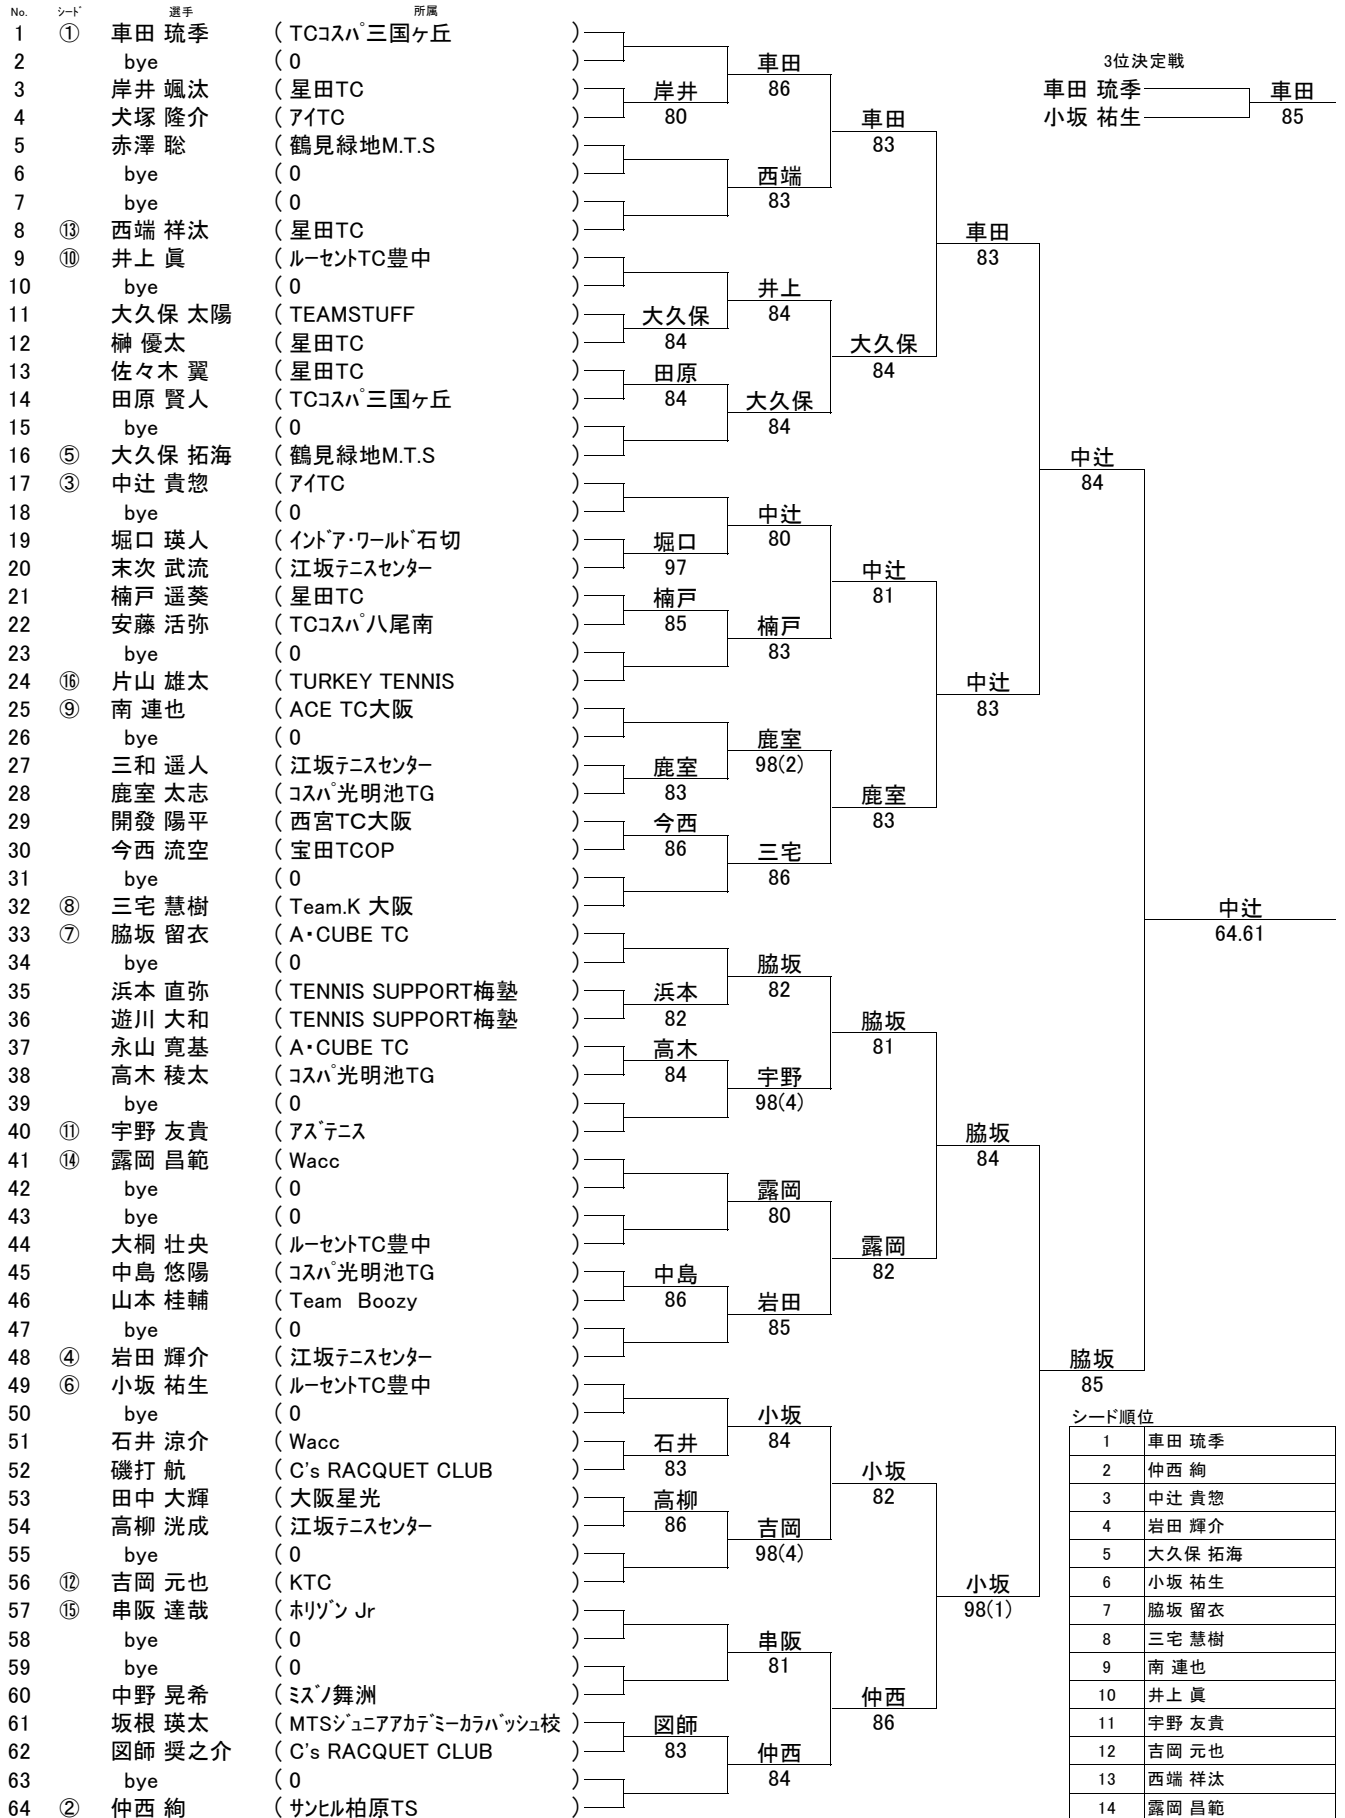 No. シード 選手 所属
1 ① 車田 琉季 ( TCコスパ三国ヶ丘 )
2 bye ( 0 ) 車田 3位決定戦
3 岸井 颯汰 ( 星田TC ) 岸井 86 車田 琉季 車田
4 犬塚 隆介 ( アイTC ) 80 車田 小坂 祐生 85
5 赤澤 聡 ( 鶴見緑地M.T.S ) 83
6 bye ( 0 ) 西端
7 bye ( 0 ) 83
8 ⑬ 西端 祥汰 ( 星田TC ) 車田
9 ⑩ 井上 眞 ( ルーセントTC豊中 ) 83
10 bye ( 0 ) 井上
11 大久保 太陽 ( TEAMSTUFF ) 大久保 84
12 榊 優太 ( 星田TC ) 84 大久保
13 佐々木 翼 ( 星田TC ) 田原 84
14 田原 賢人 ( TCコスパ三国ヶ丘 ) 84 大久保
15 bye ( 0 ) 84
16 ⑤ 大久保 拓海 ( 鶴見緑地M.T.S ) 中辻
17 ③ 中辻 貴惣 ( アイTC ) 84
18 bye ( 0 ) 中辻
19 堀口 瑛人 ( インドア・ワールド石切 ) 堀口 80
20 末次 武流 ( 江坂テニスセンター ) 97 中辻
21 楠戸 遥葵 ( 星田TC ) 楠戸 81
22 安藤 活弥 ( TCコスパ八尾南 ) 85 楠戸
23 bye ( 0 ) 83
24 ⑯ 片山 雄太 ( TURKEY TENNIS ) 中辻
25 ⑨ 南 連也 ( ACE TC大阪 ) 83
26 bye ( 0 ) 鹿室
27 三和 遥人 ( 江坂テニスセンター ) 鹿室 98(2)
28 鹿室 太志 ( コスパ光明池TG ) 83 鹿室
29 開發 陽平 ( 西宮TC大阪 ) 今西 83
30 今西 流空 ( 宝田TCOP ) 86 三宅
31 bye ( 0 ) 86
32 ⑧ 三宅 慧樹 ( Team.K 大阪 ) 中辻
33 ⑦ 脇坂 留衣 ( A・CUBE TC ) 64.61
34 bye ( 0 ) 脇坂
35 浜本 直弥 ( TENNIS SUPPORT梅塾 ) 浜本 82
36 遊川 大和 ( TENNIS SUPPORT梅塾 ) 82 脇坂
37 永山 寛基 ( A・CUBE TC ) 高木 81
38 高木 稜太 ( コスパ光明池TG ) 84 宇野
39 bye ( 0 ) 98(4)
40 ⑪ 宇野 友貴 ( アズテニス ) 脇坂
41 ⑭ 露岡 昌範 ( Wacc ) 84
42 bye ( 0 ) 露岡
43 bye ( 0 ) 80
44 大桐 壮央 ( ルーセントTC豊中 ) 露岡
45 中島 悠陽 ( コスパ光明池TG ) 中島 82
46 山本 桂輔 ( Team Boozy ) 86 岩田
47 bye ( 0 ) 85
48 ④ 岩田 輝介 ( 江坂テニスセンター ) 脇坂
49 ⑥ 小坂 祐生 ( ルーセントTC豊中 ) 85
50 bye ( 0 ) 小坂 シード順位
51 石井 涼介 ( Wacc ) 石井 84 1 車田 琉季
52 磯打 航 ( C's RACQUET CLUB ) 83 小坂 2 仲西 絢
53 田中 大輝 ( 大阪星光 ) 高柳 82 3 中辻 貴惣
54 高柳 洸成 ( 江坂テニスセンター ) 86 吉岡 4 岩田 輝介
55 bye ( 0 ) 98(4) 5 大久保 拓海
56 ⑫ 吉岡 元也 ( KTC ) 小坂 6 小坂 祐生
57 ⑮ 串阪 達哉 ( ホリゾン Jr ) 98(1) 7 脇坂 留衣
58 bye ( 0 ) 串阪 8 三宅 慧樹
59 bye ( 0 ) 81 9 南 連也
60 中野 晃希 ( ミズノ舞洲 ) 仲西 10 井上 眞
61 坂根 瑛太 ( MTSジュニアアカデミーカラバッシュ校 ) 図師 86 11 宇野 友貴
62 図師 奨之介 ( C's RACQUET CLUB ) 83 仲西 12 吉岡 元也
63 bye ( 0 ) 84 13 西端 祥汰
64 ② 仲西 絢 ( サンヒル柏原TS ) 14 露岡 昌範